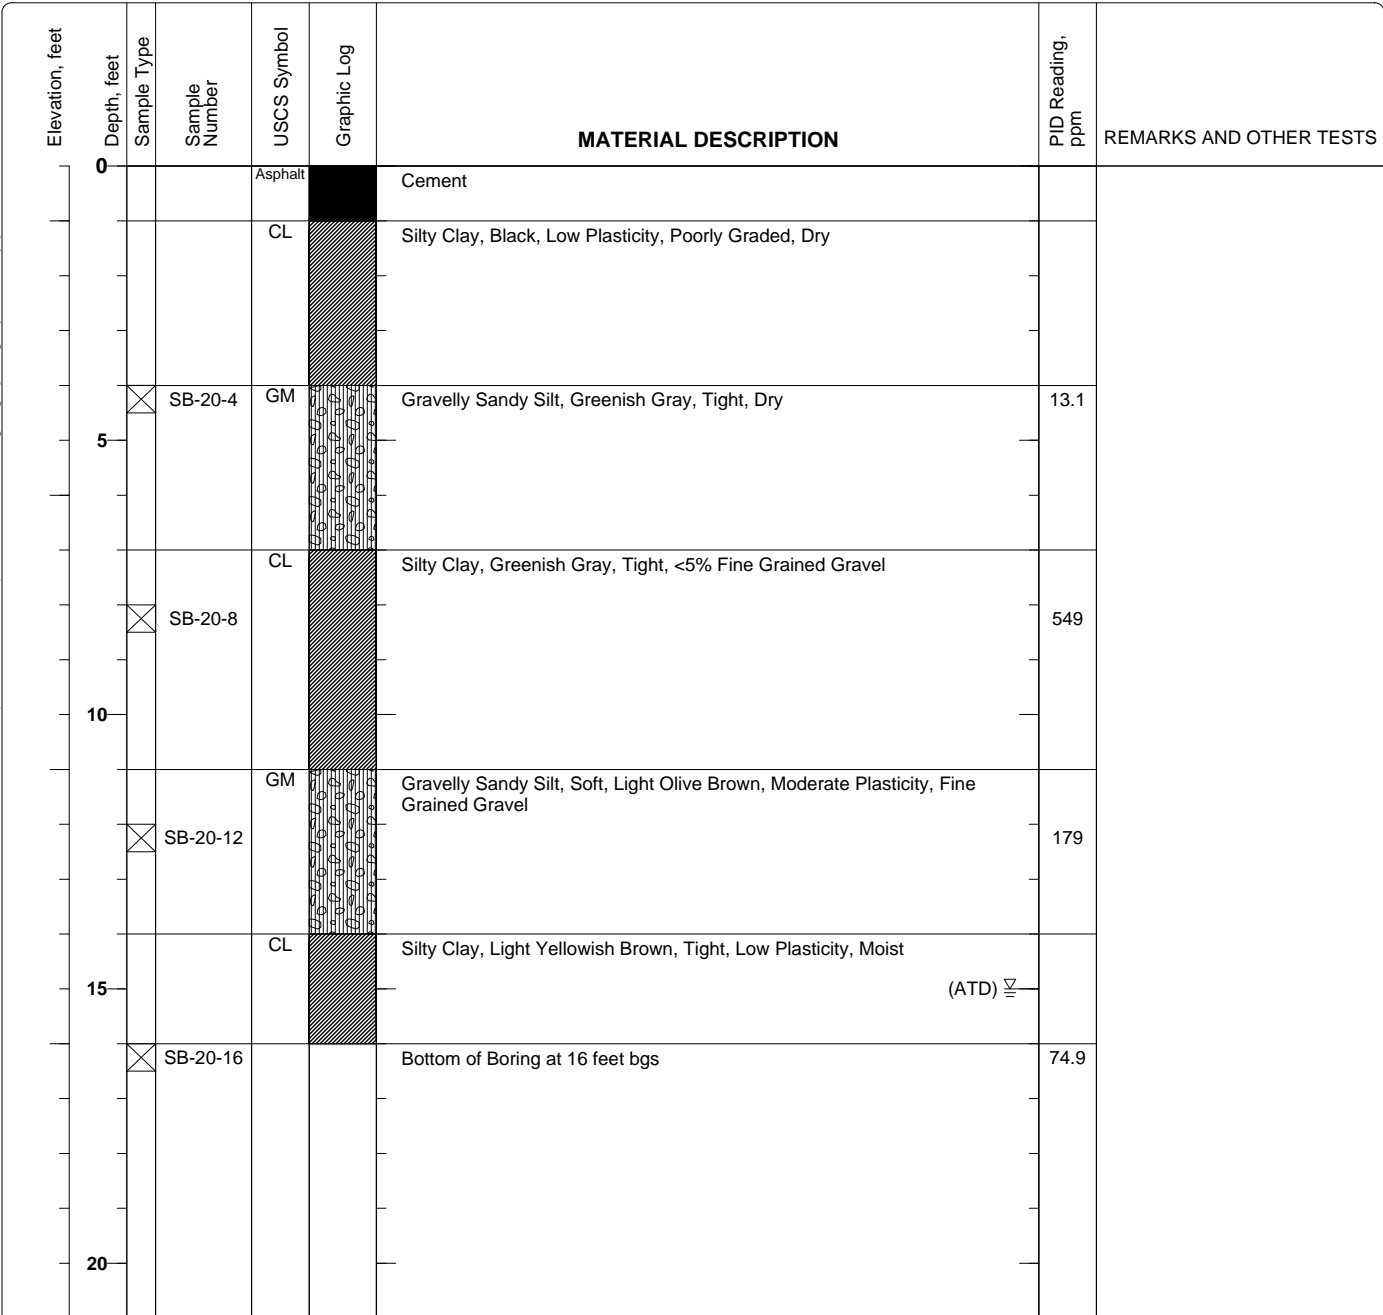 Elevation, feet
Depth, feet
Sample Type
Sample
Number
USCS Symbol
Graphic Log
MATERIAL DESCRIPTION
PID Reading,
ppm
REMARKS AND OTHER TESTS
0
Asphalt
Cement
CL
Silty Clay, Black, Low Plasticity, Poorly Graded, Dry
SB-20-4
GM
Gravelly Sandy Silt, Greenish Gray, Tight, Dry
13.1
5
CL
Silty Clay, Greenish Gray, Tight, <5% Fine Grained Gravel
SB-20-8
549
10
GM
Gravelly Sandy Silt, Soft, Light Olive Brown, Moderate Plasticity, Fine
Grained Gravel
SB-20-12
179
CL
Silty Clay, Light Yellowish Brown, Tight, Low Plasticity, Moist
15
(ATD)
SB-20-16
Bottom of Boring at 16 feet bgs
74.9
20